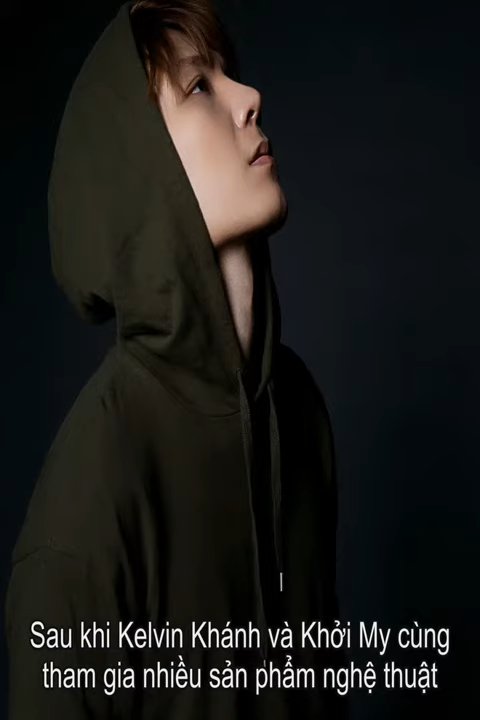 Sau khi Kelvin Khánh và Khởi My cùng
tham gia nhiều sản phẩm nghệ thuật